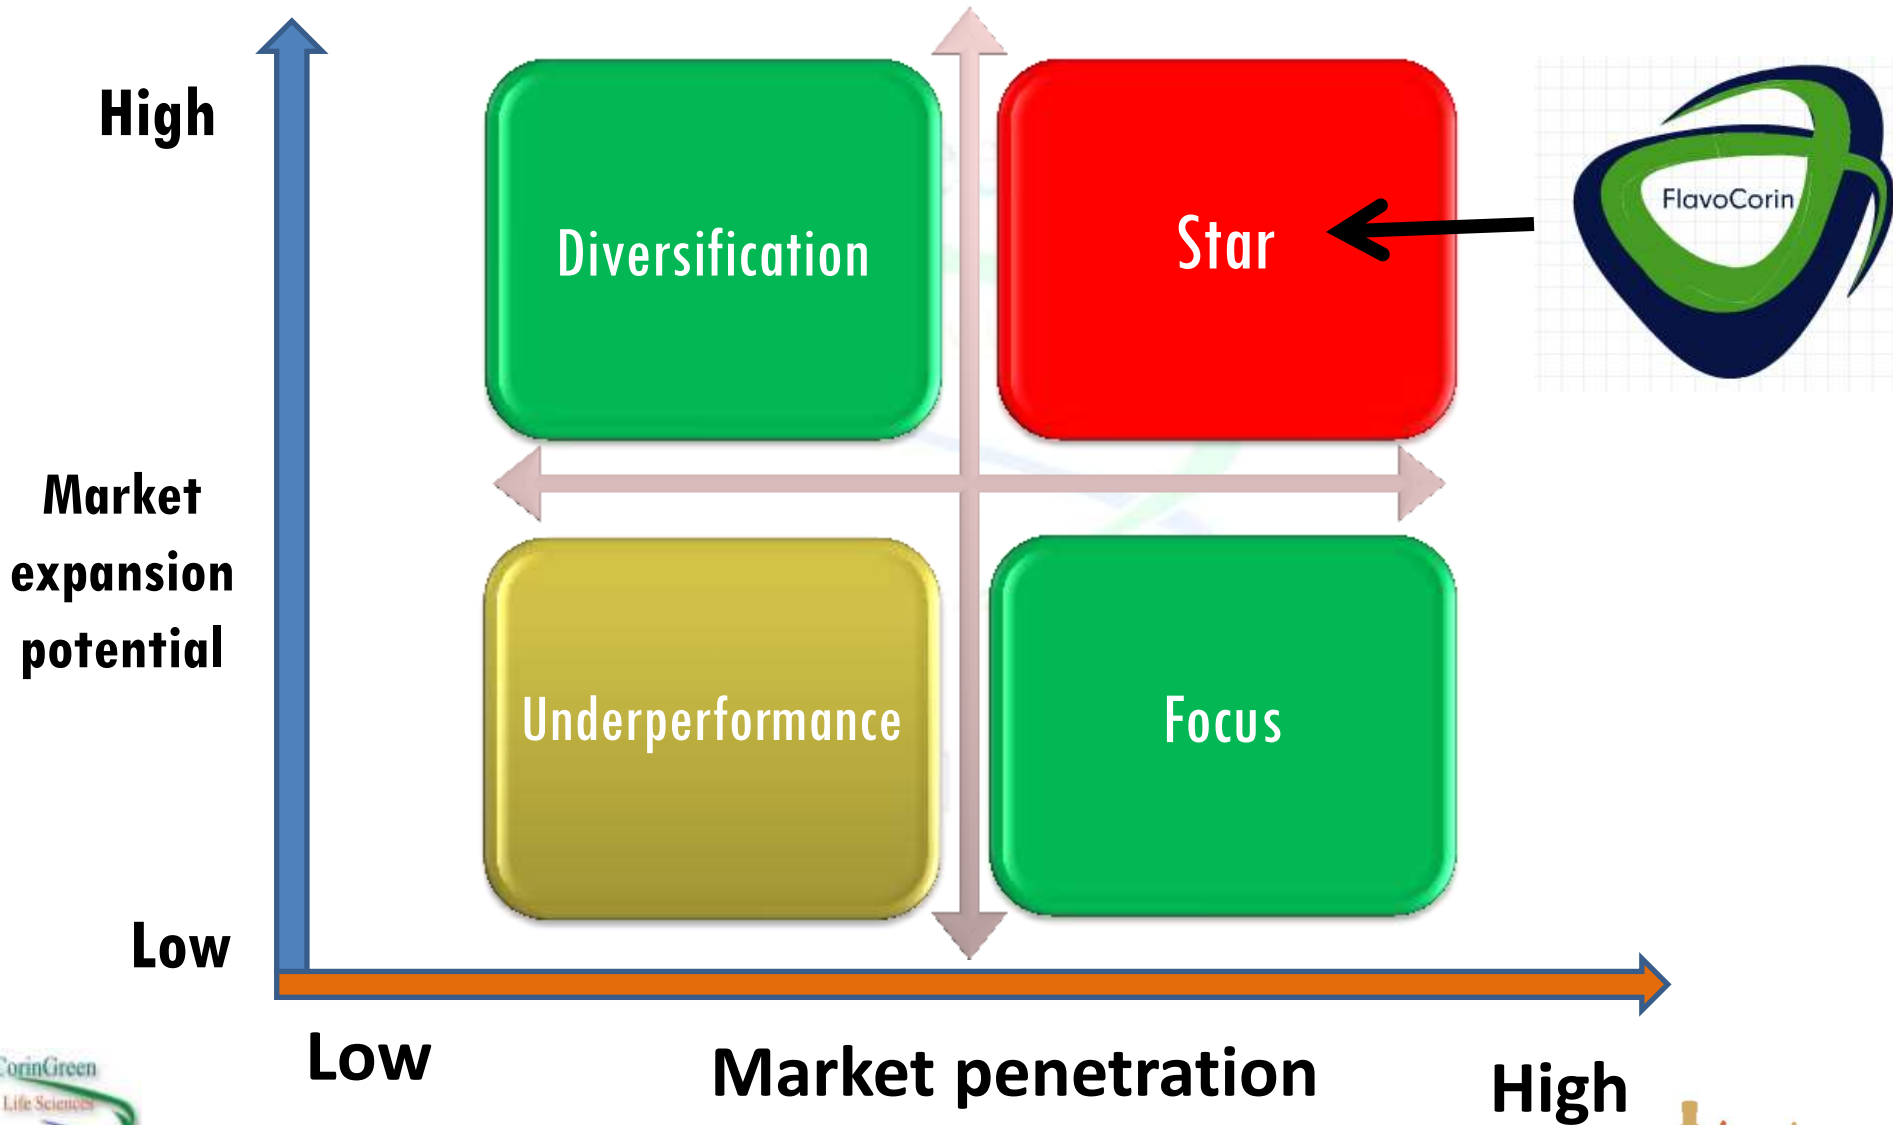 High
Diversification
Star
FlavoCorin
Market
expansion
potential
Underperformance
Focus
Low
Low
Market penetration
High
CorinGreen
Life Sciences